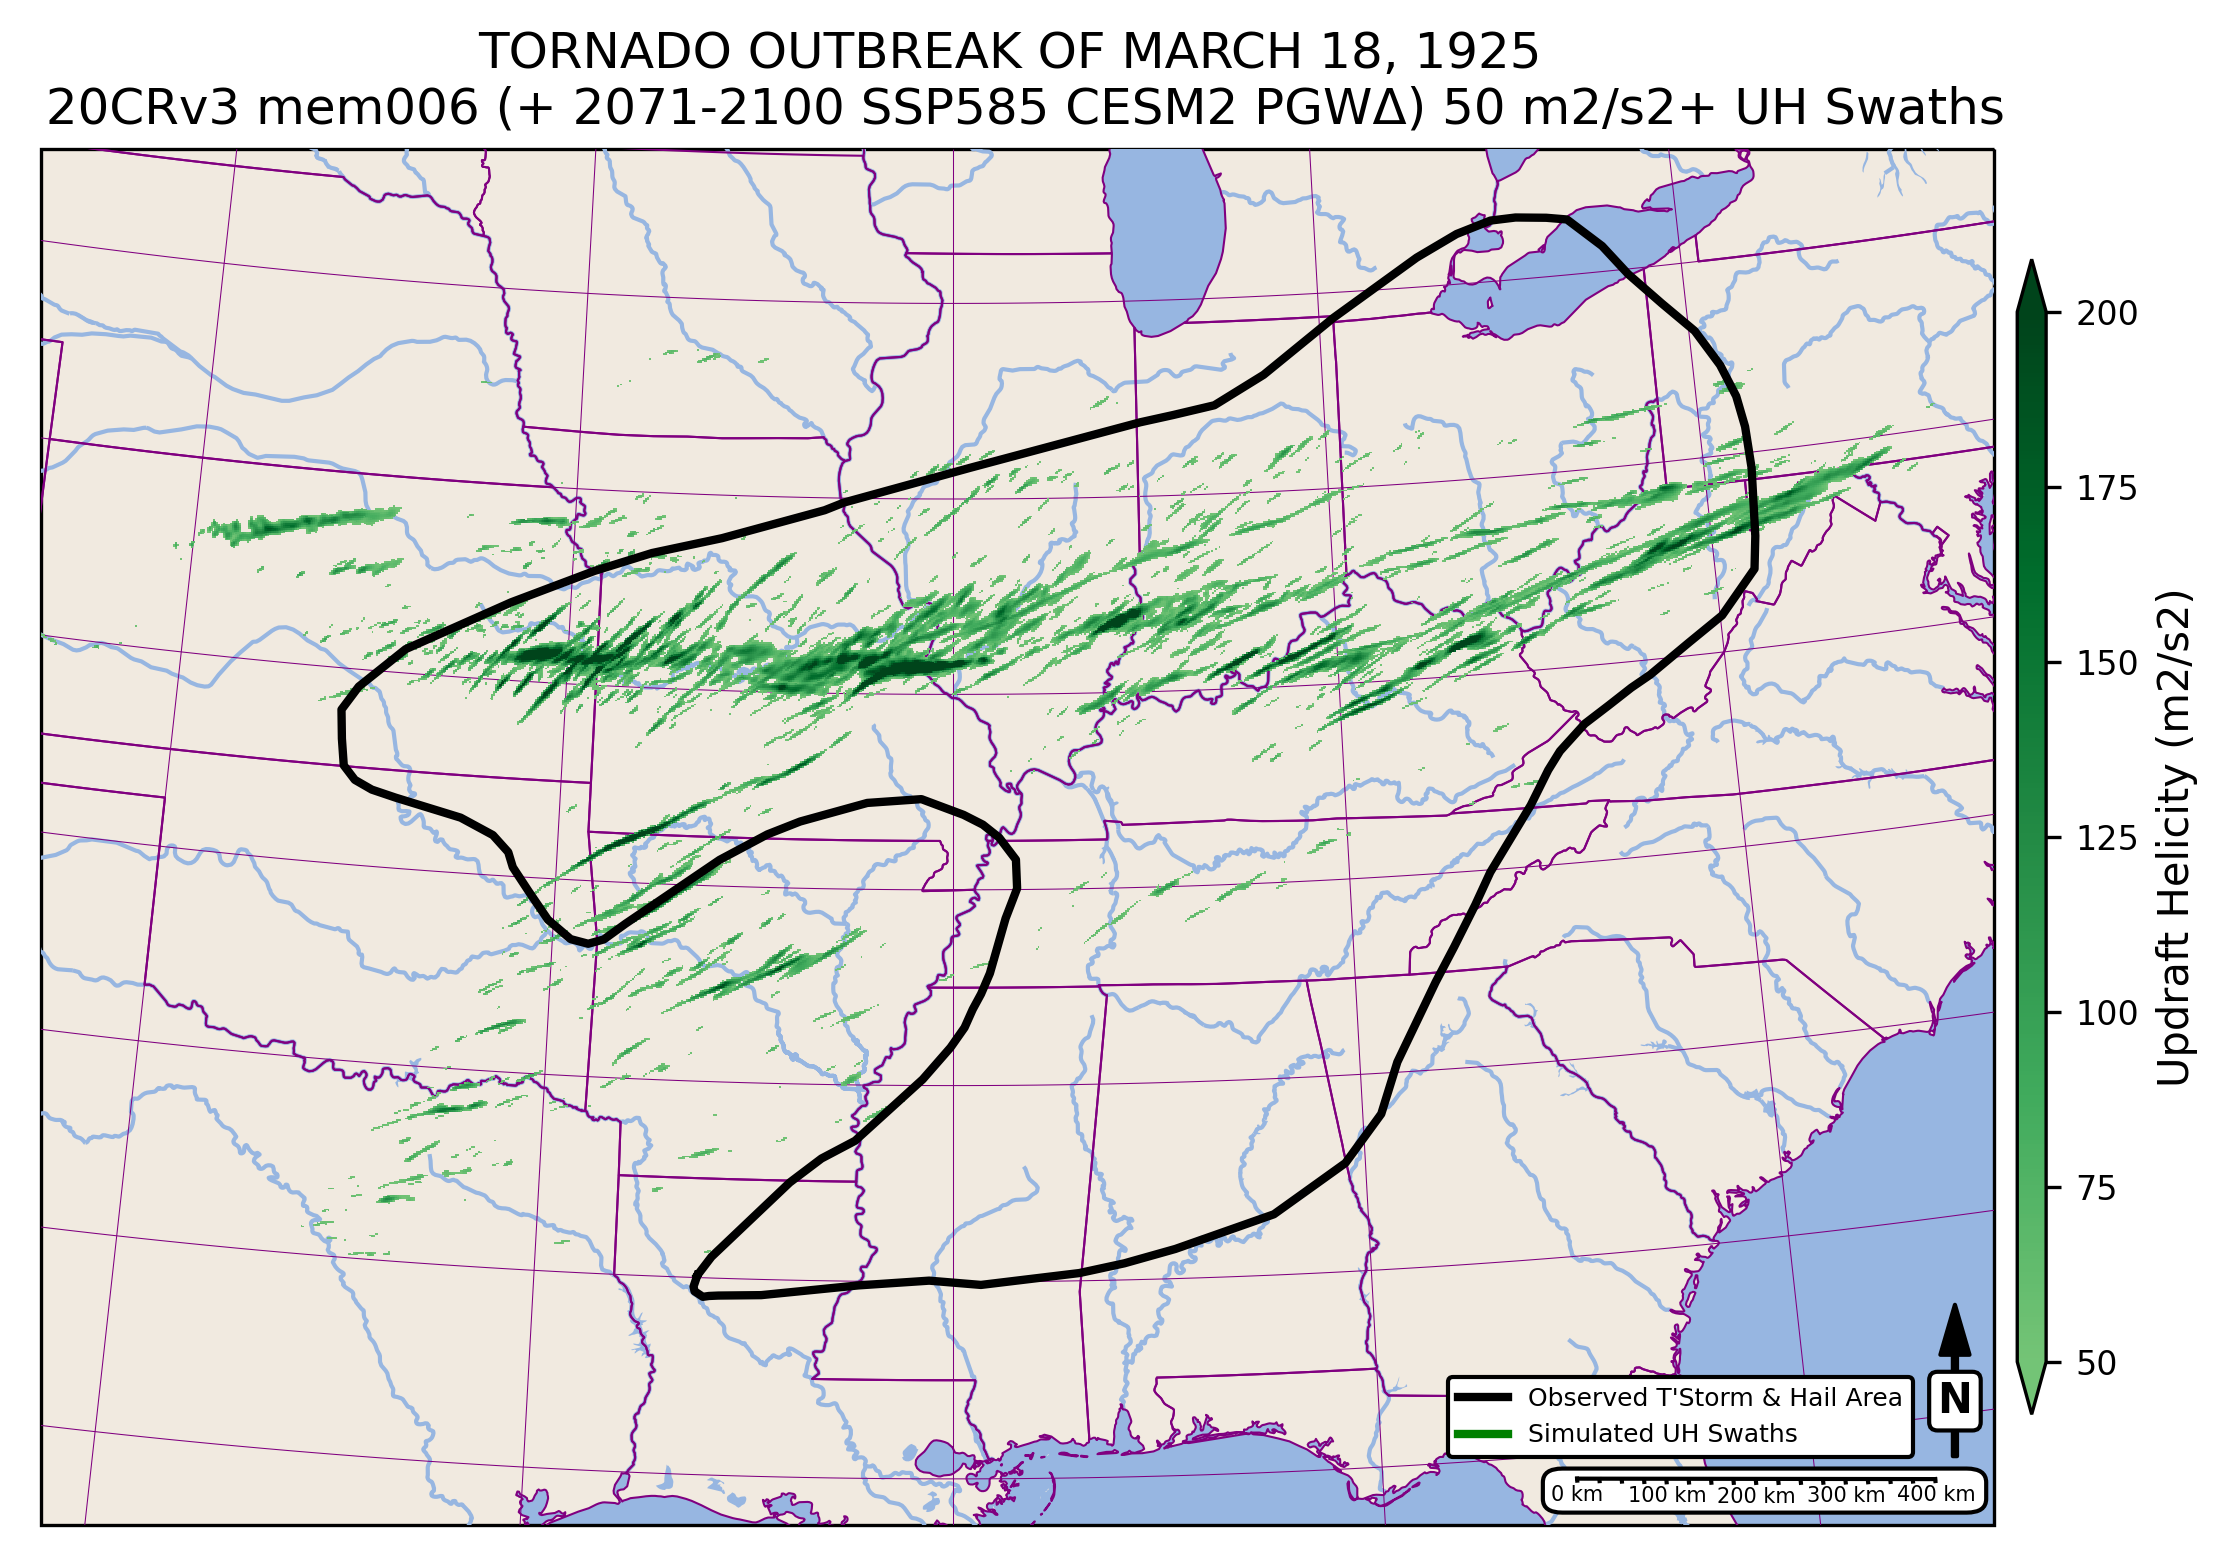 TORNADO OUTBREAK OF MARCH 18, 1925
20CRv3 mem006 (+ 2071-2100 SSP585 CESM2 PGWΔ) 50 m2/s2+ UH Swaths
200
175
150
125
100
75
50
Updraft Helicity (m2/s2)
Observed T'Storm & Hail Area
Simulated UH Swaths
N
0 km 100 km 200 km 300 km 400 km